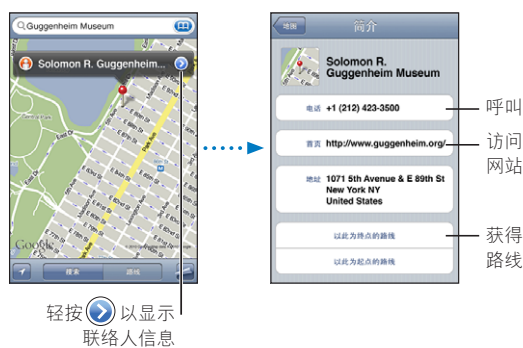 Guggenheim Museum
Solomon R. Guggenheim...
Park Ave
Google
搜索
路线
轻按 以显示
联络人信息
地图
简介
Solomon R.
Guggenheim Museum
电话 +1 (212) 423-3500
首页 http://www.guggenheim.org/
地址 1071 5th Avenue & E 89th St
New York NY
United States
以此为终点的路线
以此为起点的路线
呼叫
访问
网站
获得
路线